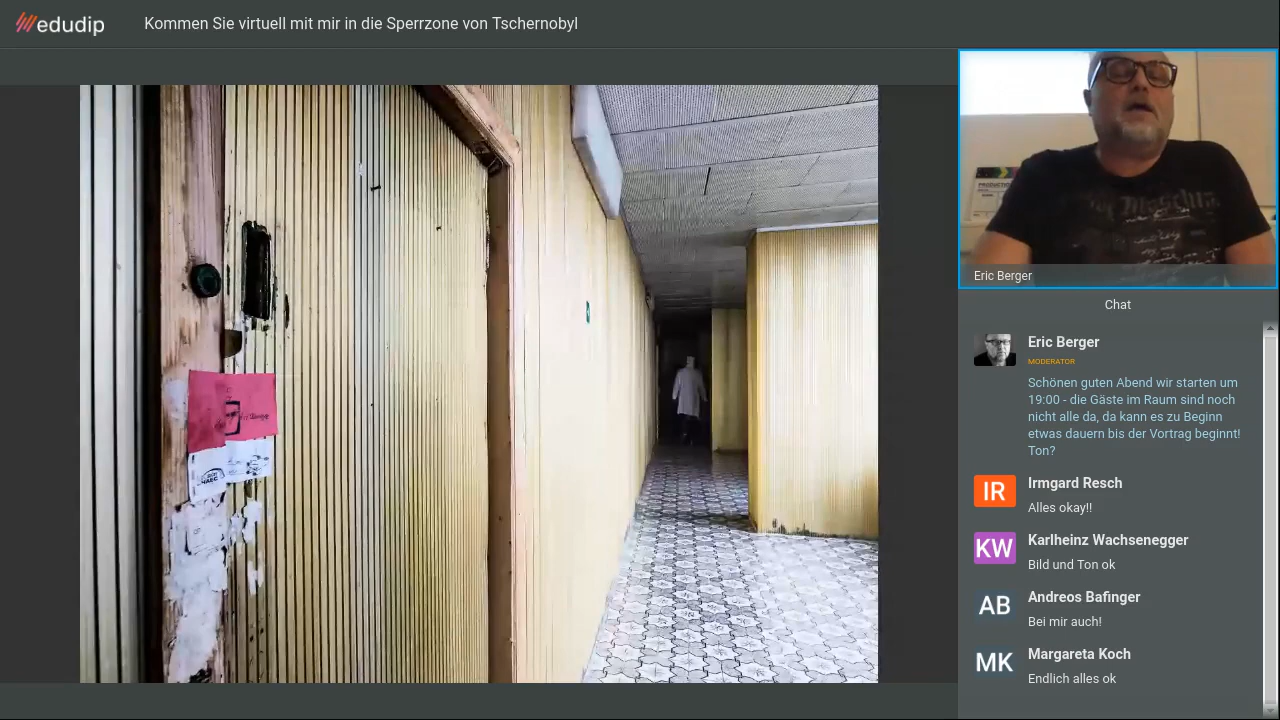 edudip
Kommen Sie virtuell mit mir in die Sperrzone von Tschernobyl
PRODUCTION
Eric Berger
Chat
Eric Berger
MODERATOR
Schönen guten Abend wir starten um
19:00 - die Gäste im Raum sind noch
nicht alle da, da kann es zu Beginn
etwas dauern bis der Vortrag beginnt!
Ton?
IR
Irmgard Resch
Alles okay!!
KW
Karlheinz Wachsenegger
Bild und Ton ok
AB
Andreos Bafinger
Bei mir auch!
MK
Margareta Koch
Endlich alles ok